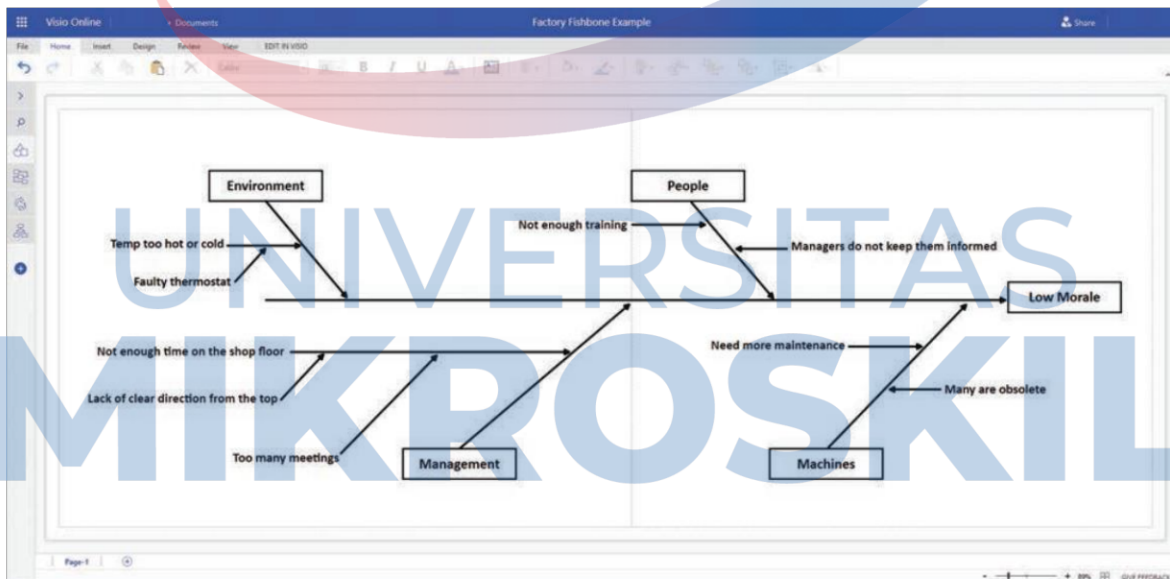 Visio Online
Documents
Factory Fishbone Example
Share
File Home Insert Design Review View EDIT IN VISIO
B I U A
Environment
People
Not enough training
Temp too hot or cold
Managers do not keep them informed
Faulty thermostat
UNIVERSITAS
Low Morale
Not enough time on the shop floor
Need more maintenance
Many are obsolete
Lack of clear direction from the top
MIKROSKIL
Too many meetings
Management
Machines
Page-1
GIVE FEEDBACK